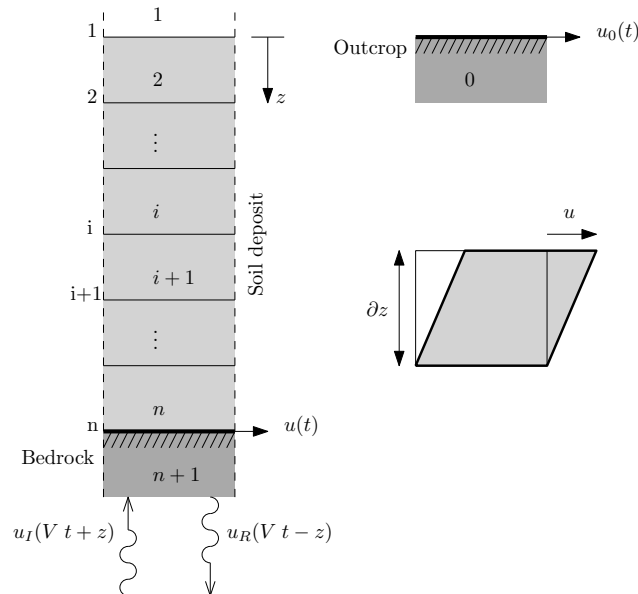 1
1
2
z
2
⋮
i
i
Soil deposit
i + 1
i+1
⋮
n
n
u(t)
Bedrock
n + 1
u_I(V t + z)
u_R(V t − z)
u_0(t)
Outcrop
0
u
∂z